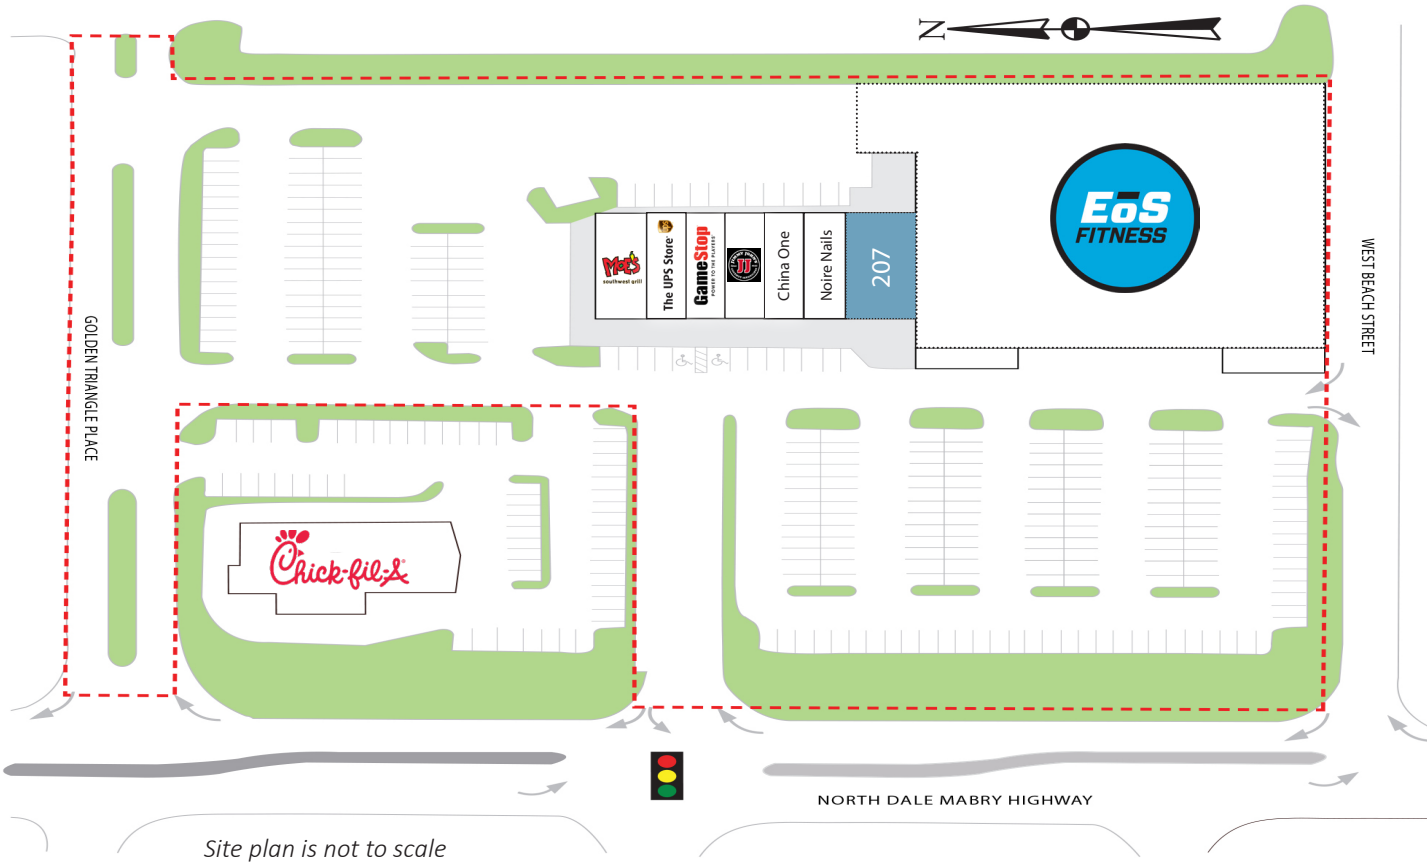 N
EōS
FITNESS
MOE'S
southwest grill
The UPS Store
GameStop
POWER TO THE PLAYERS
JJ
China One
Noire Nails
207
WEST BEACH STREET
GOLDEN TRIANGLE PLACE
Chick-fil-A
NORTH DALE MABRY HIGHWAY
Site plan is not to scale